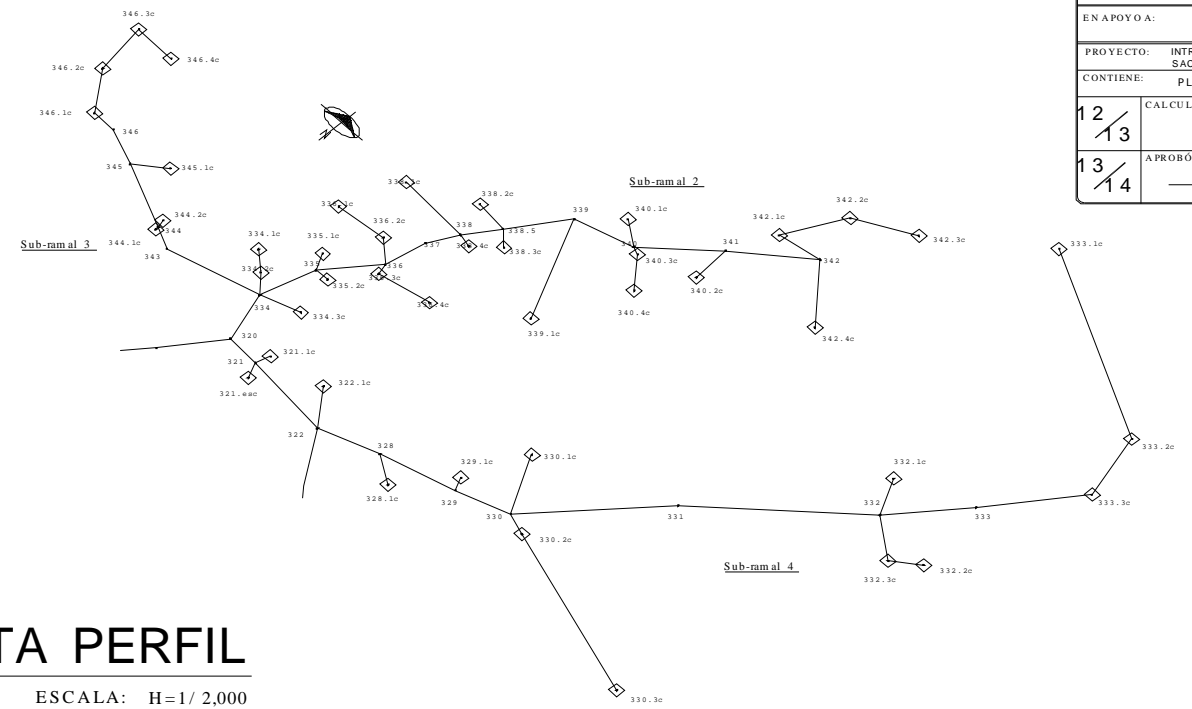 346.3c
346.4c
346.2c
346.1c
346
345
345.1c
344.2c
344
344.1c
343
Sub-ramal 3
N
334.1c
334.2c
334
334.3c
335.1c
335
335.2c
336.2c
336
337
338
338.2c
338.5
338.3c
339
339.1c
Sub-ramal 2
340.1c
340.3c
340.4c
341
340.2c
342.1c
342.2c
342.3c
342
342.4c
320
321
321.1c
321.esc
322.1c
322
328
328.1c
329.1c
329
330.1c
330
330.2c
330.3c
331
332.1c
332
332.3c
332.2c
333
333.1c
333.2c
333.3c
Sub-ramal 4
EN APOYO A:
PROYECTO: INTR
SAC
CONTIENE: PL
12/13
CALCUL
13/14
APROBÓ
TA PERFIL
ESCALA: H=1/ 2,000